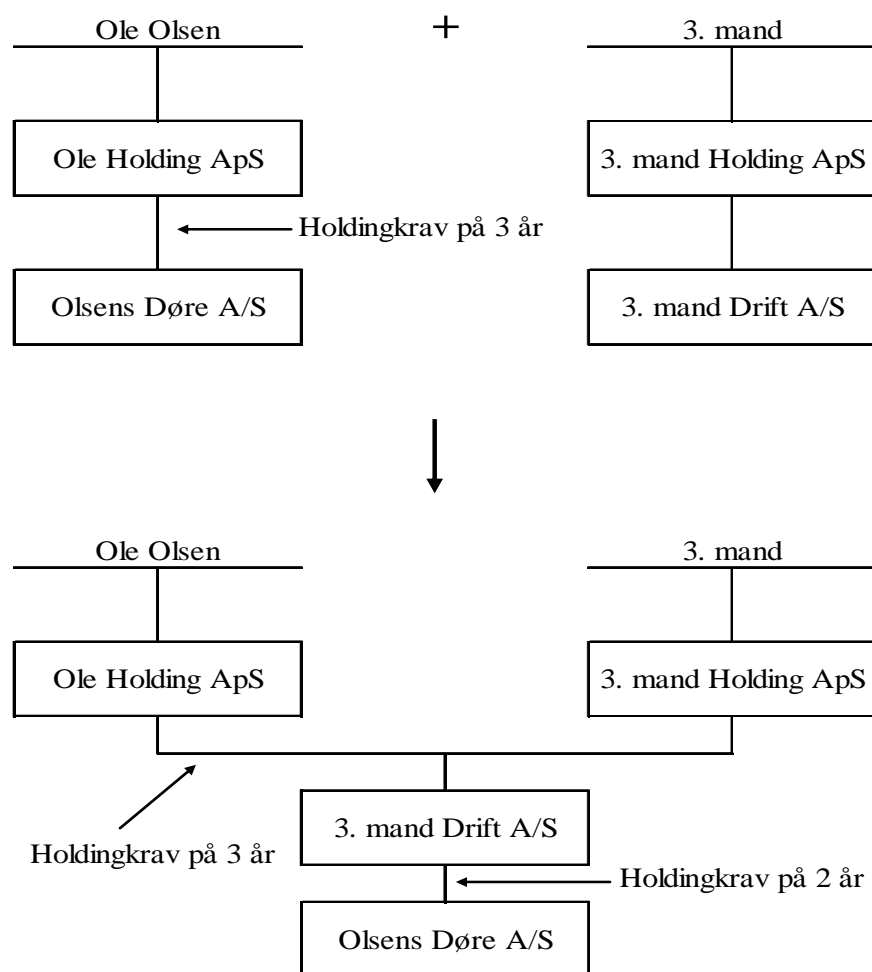 Ole Olsen + 3. mand
Ole Holding ApS 3. mand Holding ApS
Holdingkrav på 3 år
Olsens Døre A/S 3. mand Drift A/S
Ole Olsen 3. mand
Ole Holding ApS 3. mand Holding ApS
3. mand Drift A/S
Holdingkrav på 3 år
Holdingkrav på 2 år
Olsens Døre A/S